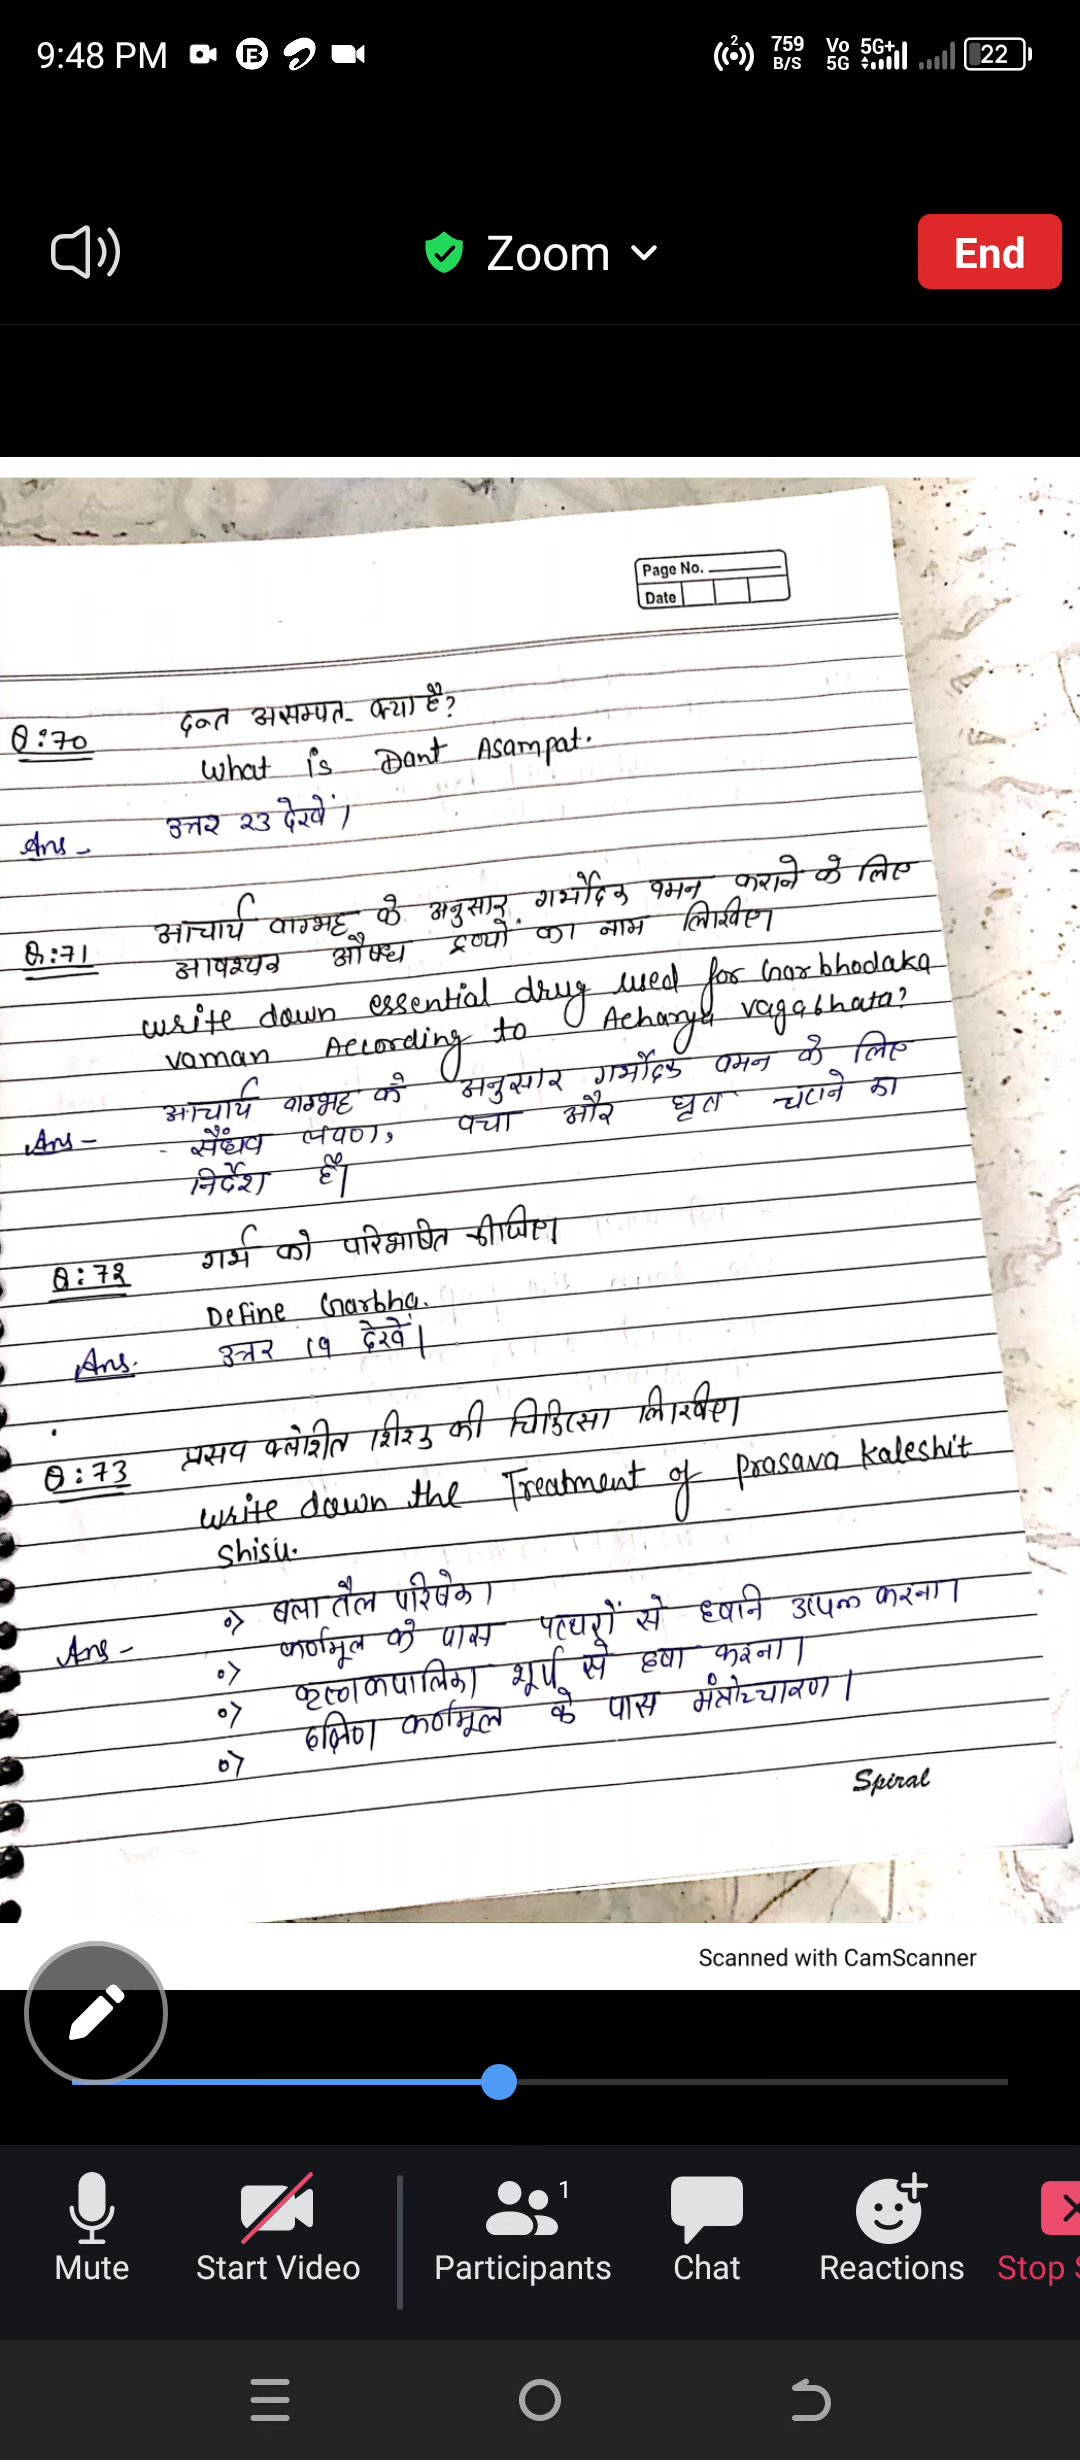 9:48 PM
2 759 B/S Vo 5G 5G+ 22
Zoom
End
Page No.
Date
Q:70 दन्त असम्पत क्या है?
What is Dant Asampat.
Ans - उत्तर 23 देखें।
Q:71 आचार्य वाग्भट्ट के अनुसार गर्भोदक वमन कराने के लिए
आवश्यक औषध द्रव्यों का नाम लिखिए।
write down essential drug used for Garbhodaka
vaman According to Acharya vagabhata?
Ans - आचार्य वाग्भट्ट के अनुसार गर्भोदक वमन के लिए
सैंधव लवण, वचा और घृत चटाने का
निर्देश है।
Q:72 गर्भ को परिभाषित कीजिए।
Define Garbha.
Ans. उत्तर 19 देखें।
Q:73 प्रसव क्लेशित शिशु की चिकित्सा लिखिए।
write down the Treatment of Prasava Kaleshit
Shisu.
Ans - बला तैल परिषेक।
कर्णमूल के पास पत्थरों से ध्वनि उत्पन्न करना।
कृष्णकपालिका शूर्प से हवा करना।
दक्षिण कर्णमूल के पास मंत्रोच्चारण।
Spiral
Scanned with CamScanner
Mute
Start Video
1
Participants
Chat
Reactions
Stop